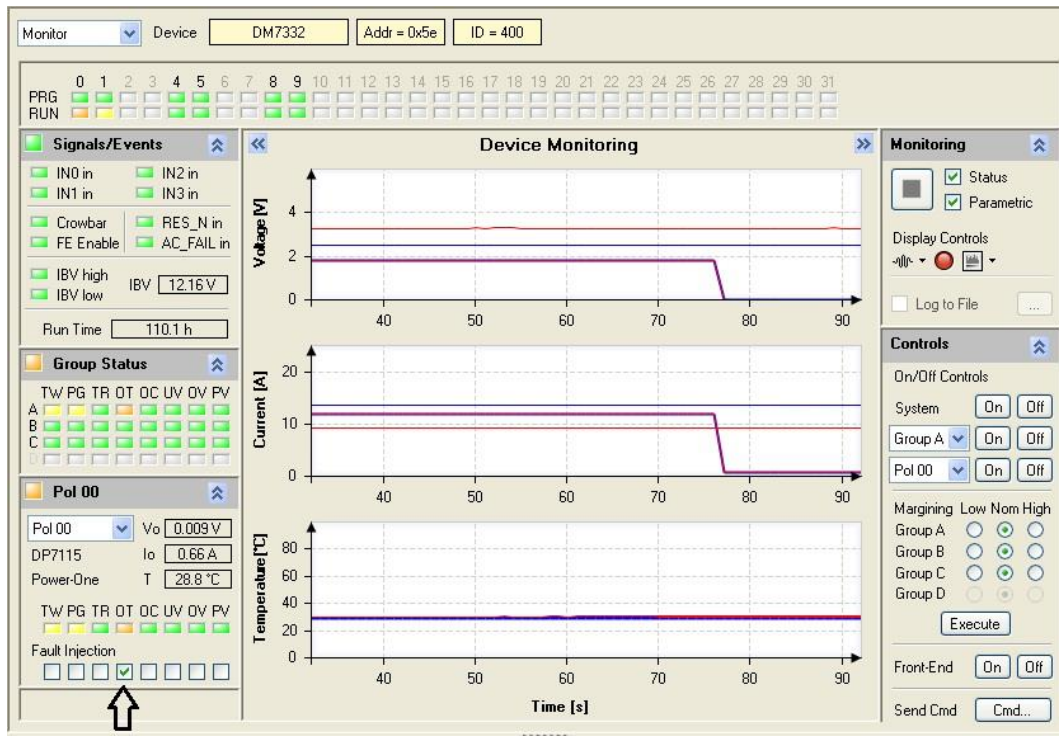 Monitor Device DM7332 Addr = 0x5e ID = 400
0 1 2 3 4 5 6 7 8 9 10 11 12 13 14 15 16 17 18 19 20 21 22 23 24 25 26 27 28 29 30 31
PRG
RUN
Signals/Events
IN0 in IN2 in
IN1 in IN3 in
Crowbar RES_N in
FE Enable AC_FAIL in
IBV high
IBV low
IBV 12.16 V
Run Time 110.1 h
Group Status
TW PG TR OT OC UV OV PV
A
B
C
D
Pol 00
Pol 00 Vo 0.009 V
DP7115 Io 0.66 A
Power-One T 28.8 °C
TW PG TR OT OC UV OV PV
Fault Injection
Device Monitoring
Voltage [V]
4
2
0
40 50 60 70 80 90
Current [A]
20
10
0
40 50 60 70 80 90
Temperature[°C]
80
60
40
20
0
40 50 60 70 80 90
Time [s]
Monitoring
Status
Parametric
Display Controls
Log to File ...
Controls
On/Off Controls
System On Off
Group A On Off
Pol 00 On Off
Margining Low Nom High
Group A
Group B
Group C
Group D
Execute
Front-End On Off
Send Cmd Cmd...